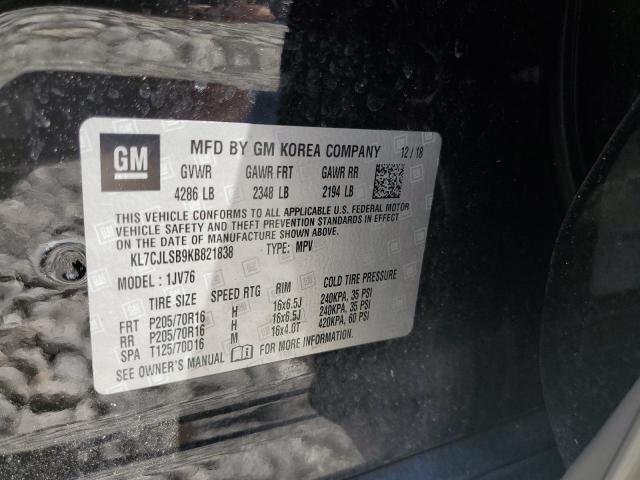 GM
MFD BY GM KOREA COMPANY 12/18
GVWR GAWR FRT GAWR RR
4286 LB 2348 LB 2194 LB
THIS VEHICLE CONFORMS TO ALL APPLICABLE U.S. FEDERAL MOTOR
VEHICLE SAFETY AND THEFT PREVENTION STANDARDS IN EFFECT
ON THE DATE OF MANUFACTURE SHOWN ABOVE.
KL7CJLSB9KB821838 TYPE: MPV
MODEL: 1JV76
TIRE SIZE SPEED RTG RIM COLD TIRE PRESSURE
FRT P205/70R16 H 16x6.5J 240KPA, 35 PSI
RR P205/70R16 H 16x6.5J 240KPA, 35 PSI
SPA T125/70D16 M 16x4.0T 420KPA, 60 PSI
SEE OWNER'S MANUAL FOR MORE INFORMATION.